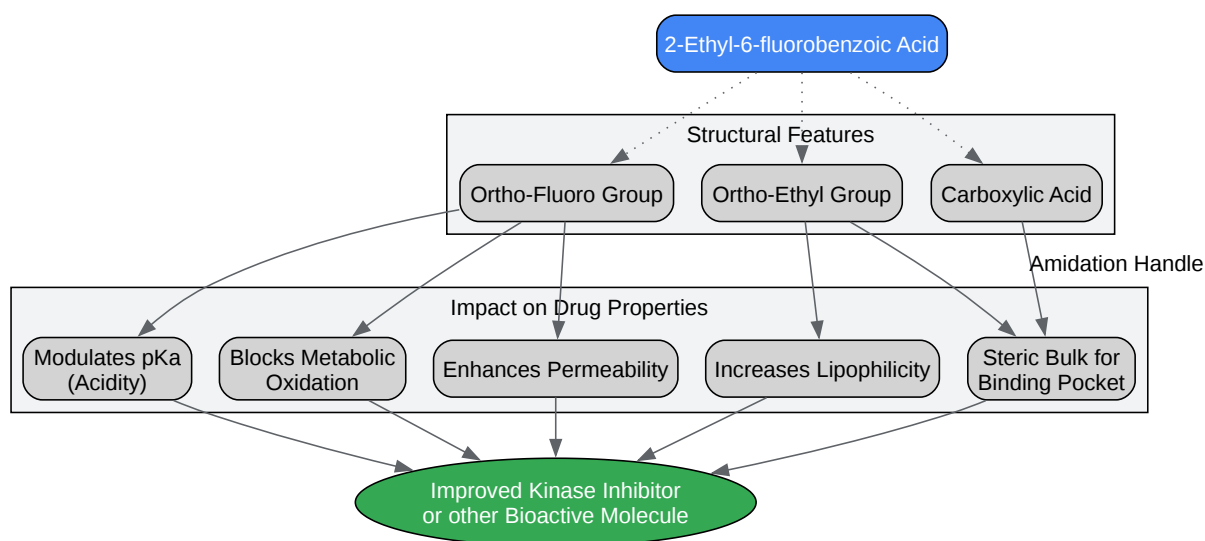 2-Ethyl-6-fluorobenzoic Acid
Structural Features
Ortho-Fluoro Group
Ortho-Ethyl Group
Carboxylic Acid
Amidation Handle
Impact on Drug Properties
Modulates pKa
(Acidity)
Blocks Metabolic
Oxidation
Enhances Permeability
Increases Lipophilicity
Steric Bulk for
Binding Pocket
Improved Kinase Inhibitor
or other Bioactive Molecule